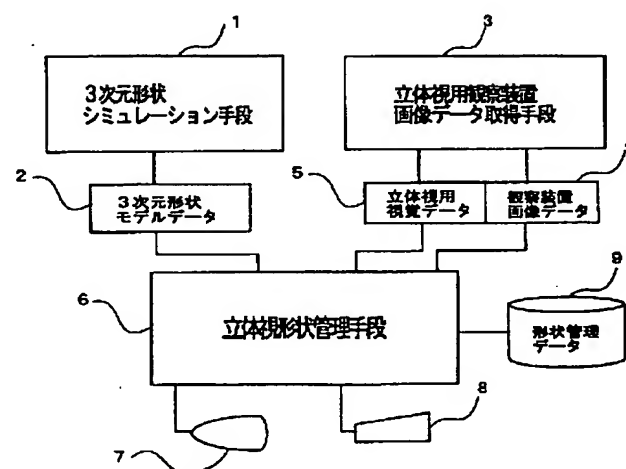 1
3
3次元形状
シミュレーション手段
立体視用観察装置
画像データ取得手段
2
3次元形状
モデルデータ
5
立体視用
視覚データ
観察装置
画像データ
6
立体視形状管理手段
9
形状管理
データ
7
8